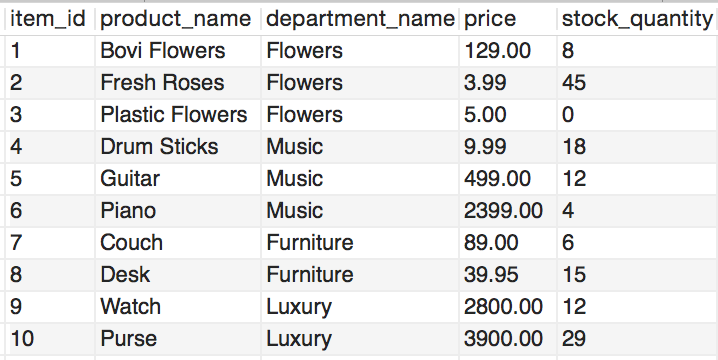 item_id product_name department_name price stock_quantity
1 Bovi Flowers Flowers 129.00 8
2 Fresh Roses Flowers 3.99 45
3 Plastic Flowers Flowers 5.00 0
4 Drum Sticks Music 9.99 18
5 Guitar Music 499.00 12
6 Piano Music 2399.00 4
7 Couch Furniture 89.00 6
8 Desk Furniture 39.95 15
9 Watch Luxury 2800.00 12
10 Purse Luxury 3900.00 29